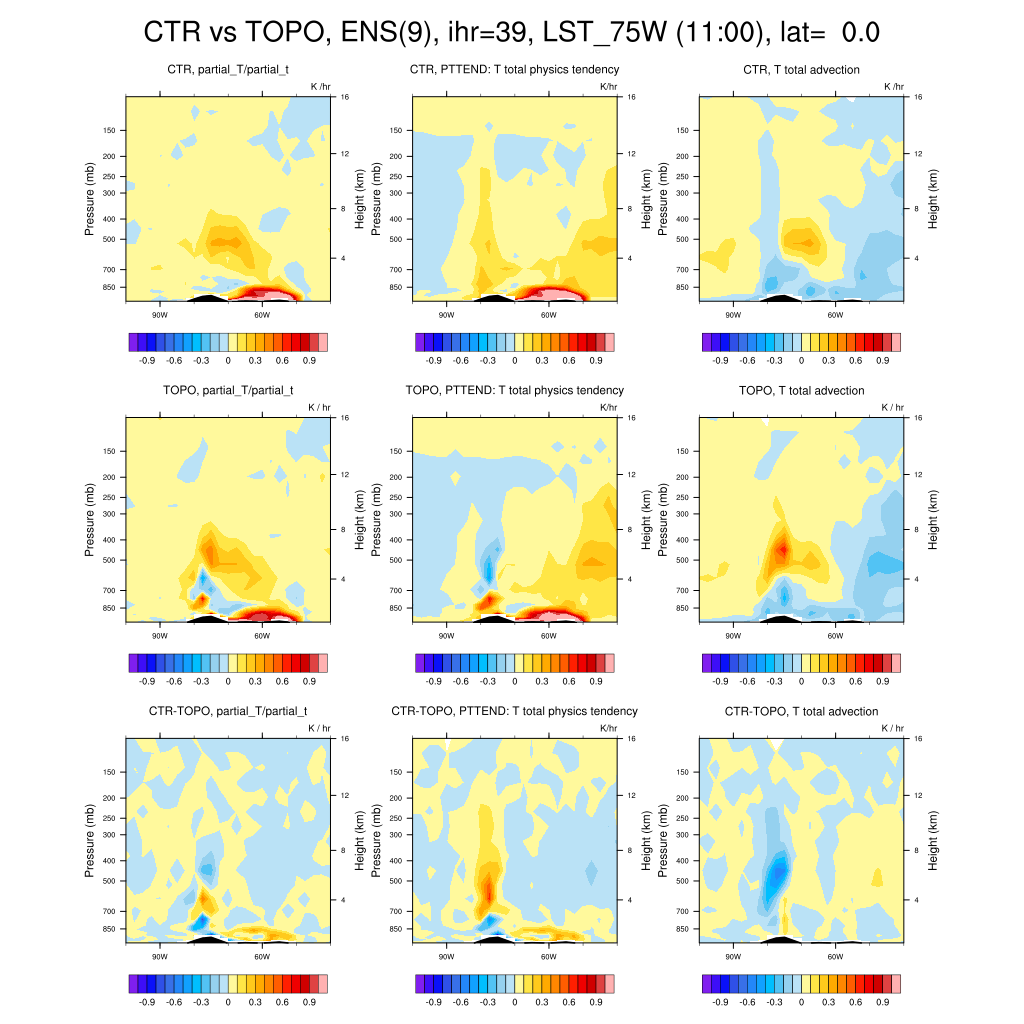 CTR vs TOPO, ENS(9), ihr=39, LST_75W (11:00), lat=  0.0
CTR, partial_T/partial_t
CTR, PTTEND: T total physics tendency
CTR, T total advection
K /hr
K /hr
K /hr
Pressure (mb)
150
200
250
300
400
500
700
850
16
12
8
4
Height (km)
90W
60W
Pressure (mb)
150
200
250
300
400
500
700
850
16
12
8
4
Height (km)
90W
60W
Pressure (mb)
150
200
250
300
400
500
700
850
16
12
8
4
Height (km)
90W
60W
-0.9 -0.6 -0.3 0 0.3 0.6 0.9
-0.9 -0.6 -0.3 0 0.3 0.6 0.9
-0.9 -0.6 -0.3 0 0.3 0.6 0.9
TOPO, partial_T/partial_t
TOPO, PTTEND: T total physics tendency
TOPO, T total advection
K / hr
K/hr
K / hr
Pressure (mb)
150
200
250
300
400
500
700
850
16
12
8
4
Height (km)
90W
60W
Pressure (mb)
150
200
250
300
400
500
700
850
16
12
8
4
Height (km)
90W
60W
Pressure (mb)
150
200
250
300
400
500
700
850
16
12
8
4
Height (km)
90W
60W
-0.9 -0.6 -0.3 0 0.3 0.6 0.9
-0.9 -0.6 -0.3 0 0.3 0.6 0.9
-0.9 -0.6 -0.3 0 0.3 0.6 0.9
CTR-TOPO, partial_T/partial_t
CTR-TOPO, PTTEND: T total physics tendency
CTR-TOPO, T total advection
K / hr
K/hr
K / hr
Pressure (mb)
150
200
250
300
400
500
700
850
16
12
8
4
Height (km)
90W
60W
Pressure (mb)
150
200
250
300
400
500
700
850
16
12
8
4
Height (km)
90W
60W
Pressure (mb)
150
200
250
300
400
500
700
850
16
12
8
4
Height (km)
90W
60W
-0.9 -0.6 -0.3 0 0.3 0.6 0.9
-0.9 -0.6 -0.3 0 0.3 0.6 0.9
-0.9 -0.6 -0.3 0 0.3 0.6 0.9